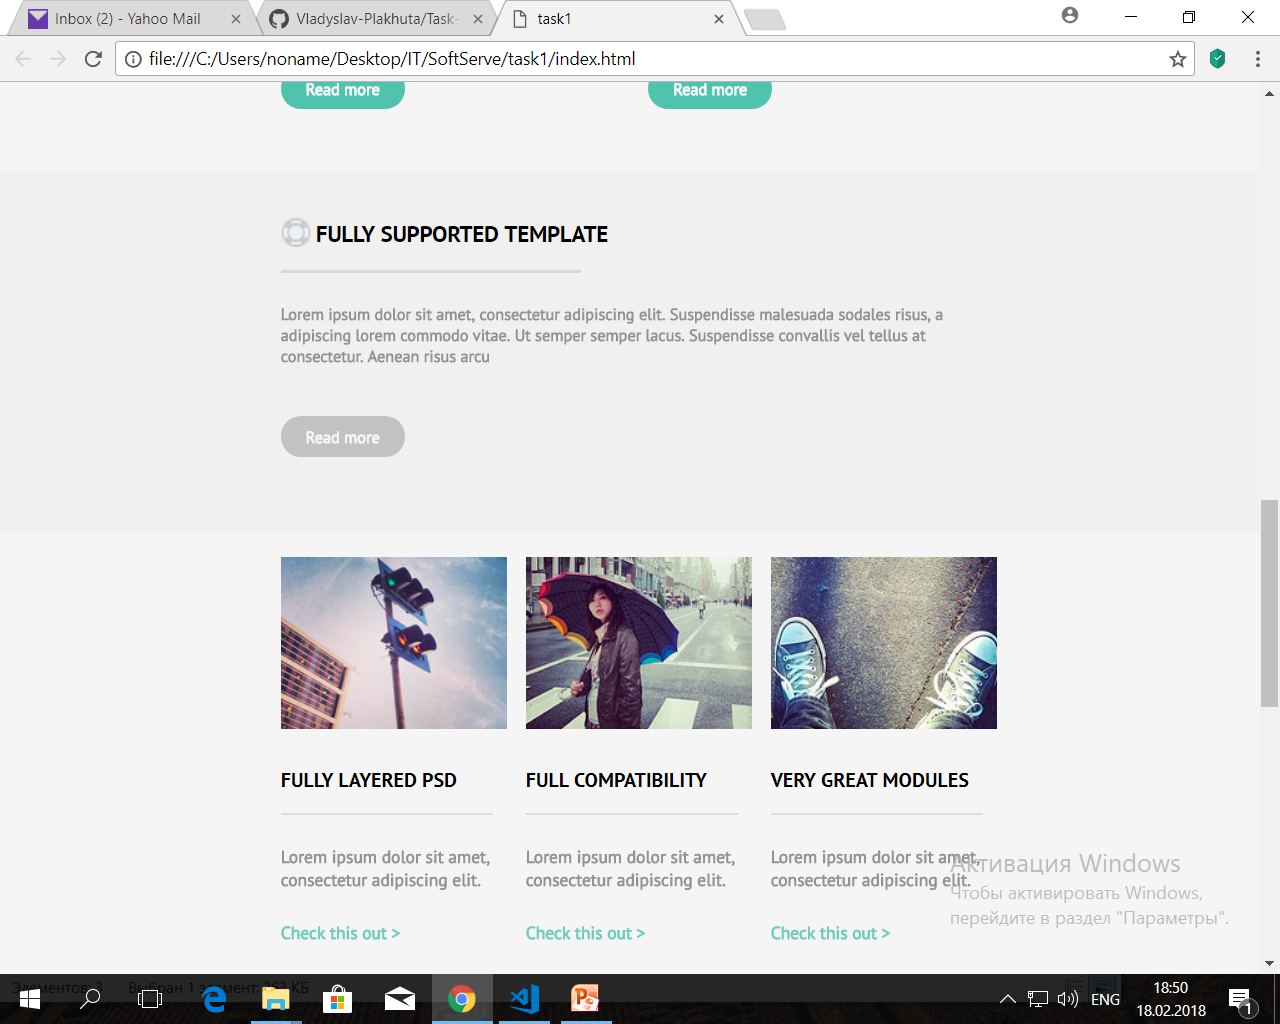 Inbox (2) - Yahoo Mail
Vladyslav-Plakhuta/Task-
task1
file:///C:/Users/noname/Desktop/IT/SoftServe/task1/index.html
Read more
Read more
FULLY SUPPORTED TEMPLATE
Lorem ipsum dolor sit amet, consectetur adipiscing elit. Suspendisse malesuada sodales risus, a
adipiscing lorem commodo vitae. Ut semper semper lacus. Suspendisse convallis vel tellus at
consectetur. Aenean risus arcu
Read more
FULLY LAYERED PSD
FULL COMPATIBILITY
VERY GREAT MODULES
Lorem ipsum dolor sit amet,
consectetur adipiscing elit.
Lorem ipsum dolor sit amet,
consectetur adipiscing elit.
Lorem ipsum dolor sit amet,
consectetur adipiscing elit.
Check this out >
Check this out >
Check this out >
Активация Windows
Чтобы активировать Windows,
перейдите в раздел "Параметры".
Элементов: 3
Выбран 1 элемент: 263 КБ
ENG
18:50
18.02.2018
1